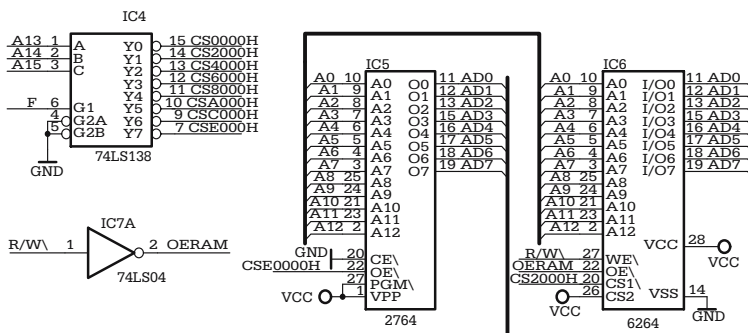 IC4
A13 1 A Y0 15 CS0000H
A14 2 B Y1 14 CS2000H
A15 3 C Y2 13 CS4000H
Y3 12 CS6000H
Y4 11 CS8000H
F 6 G1 Y5 10 CSA000H
4 G2A Y6 9 CSC000H
5 G2B Y7 7 CSE000H
GND 74LS138
IC7A
R/W\ 1 2 OERAM
74LS04
IC5
A0 10 A0 O0 11 AD0
A1 9 A1 O1 12 AD1
A2 8 A2 O2 13 AD2
A3 7 A3 O3 15 AD3
A4 6 A4 O4 16 AD4
A5 5 A5 O5 17 AD5
A6 4 A6 O6 18 AD6
A7 3 A7 O7 19 AD7
A8 25 A8
A9 24 A9
A10 21 A10
A11 23 A11
A12 2 A12
GND 20 CE\
CSE0000H 22 OE\
27 PGM\
VCC 1 VPP
2764
IC6
A0 10 A0 I/O0 11 AD0
A1 9 A1 I/O1 12 AD1
A2 8 A2 I/O2 13 AD2
A3 7 A3 I/O3 15 AD3
A4 6 A4 I/O4 16 AD4
A5 5 A5 I/O5 17 AD5
A6 4 A6 I/O6 18 AD6
A7 3 A7 I/O7 19 AD7
A8 25 A8
A9 24 A9
A10 21 A10
A11 23 A11
A12 2 A12
VCC 28 VCC
R/W\ 27 WE\
OERAM 22 OE\
CS2000H 20 CS1\
VCC 26 CS2 VSS 14 GND
6264